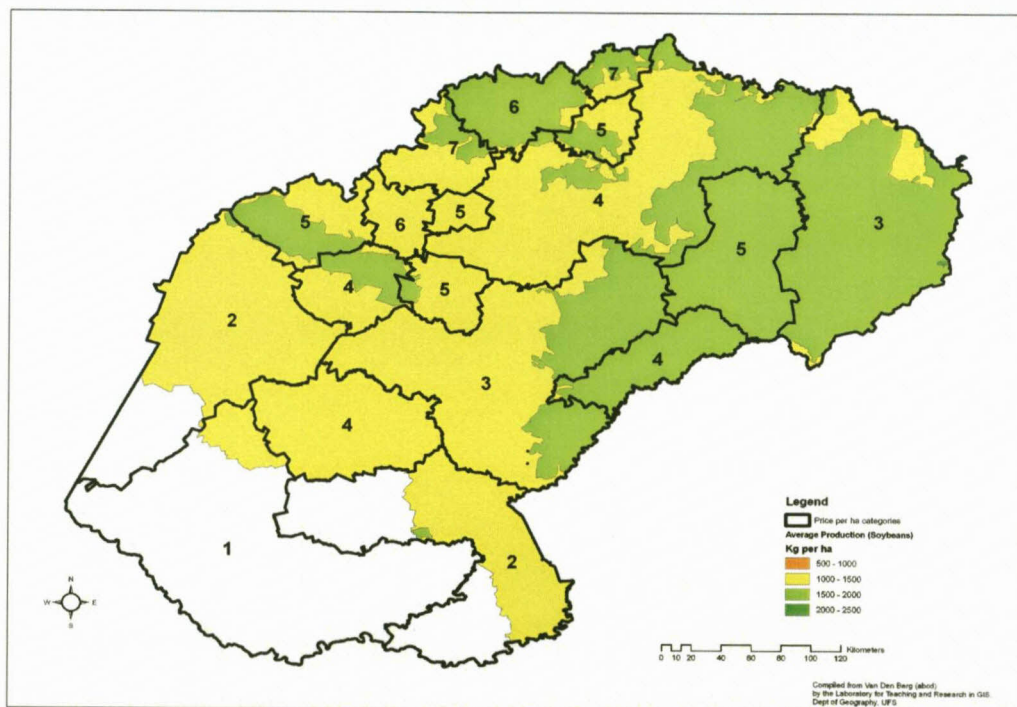 7
6
5
7
4
3
5
6
5
5
4
5
2
4
3
4
1
2
N
W E
S
Legend
Price per ha categories
Average Production (Soybeans)
Kg per ha
500 - 1000
1000 - 1500
1500 - 2000
2000 - 2500
Kilometers
0 10 20 40 60 80 100 120
Compiled from Van Den Berg (abod)
by the Laboratory for Teaching and Research in GIS
Dept of Geography, UFS